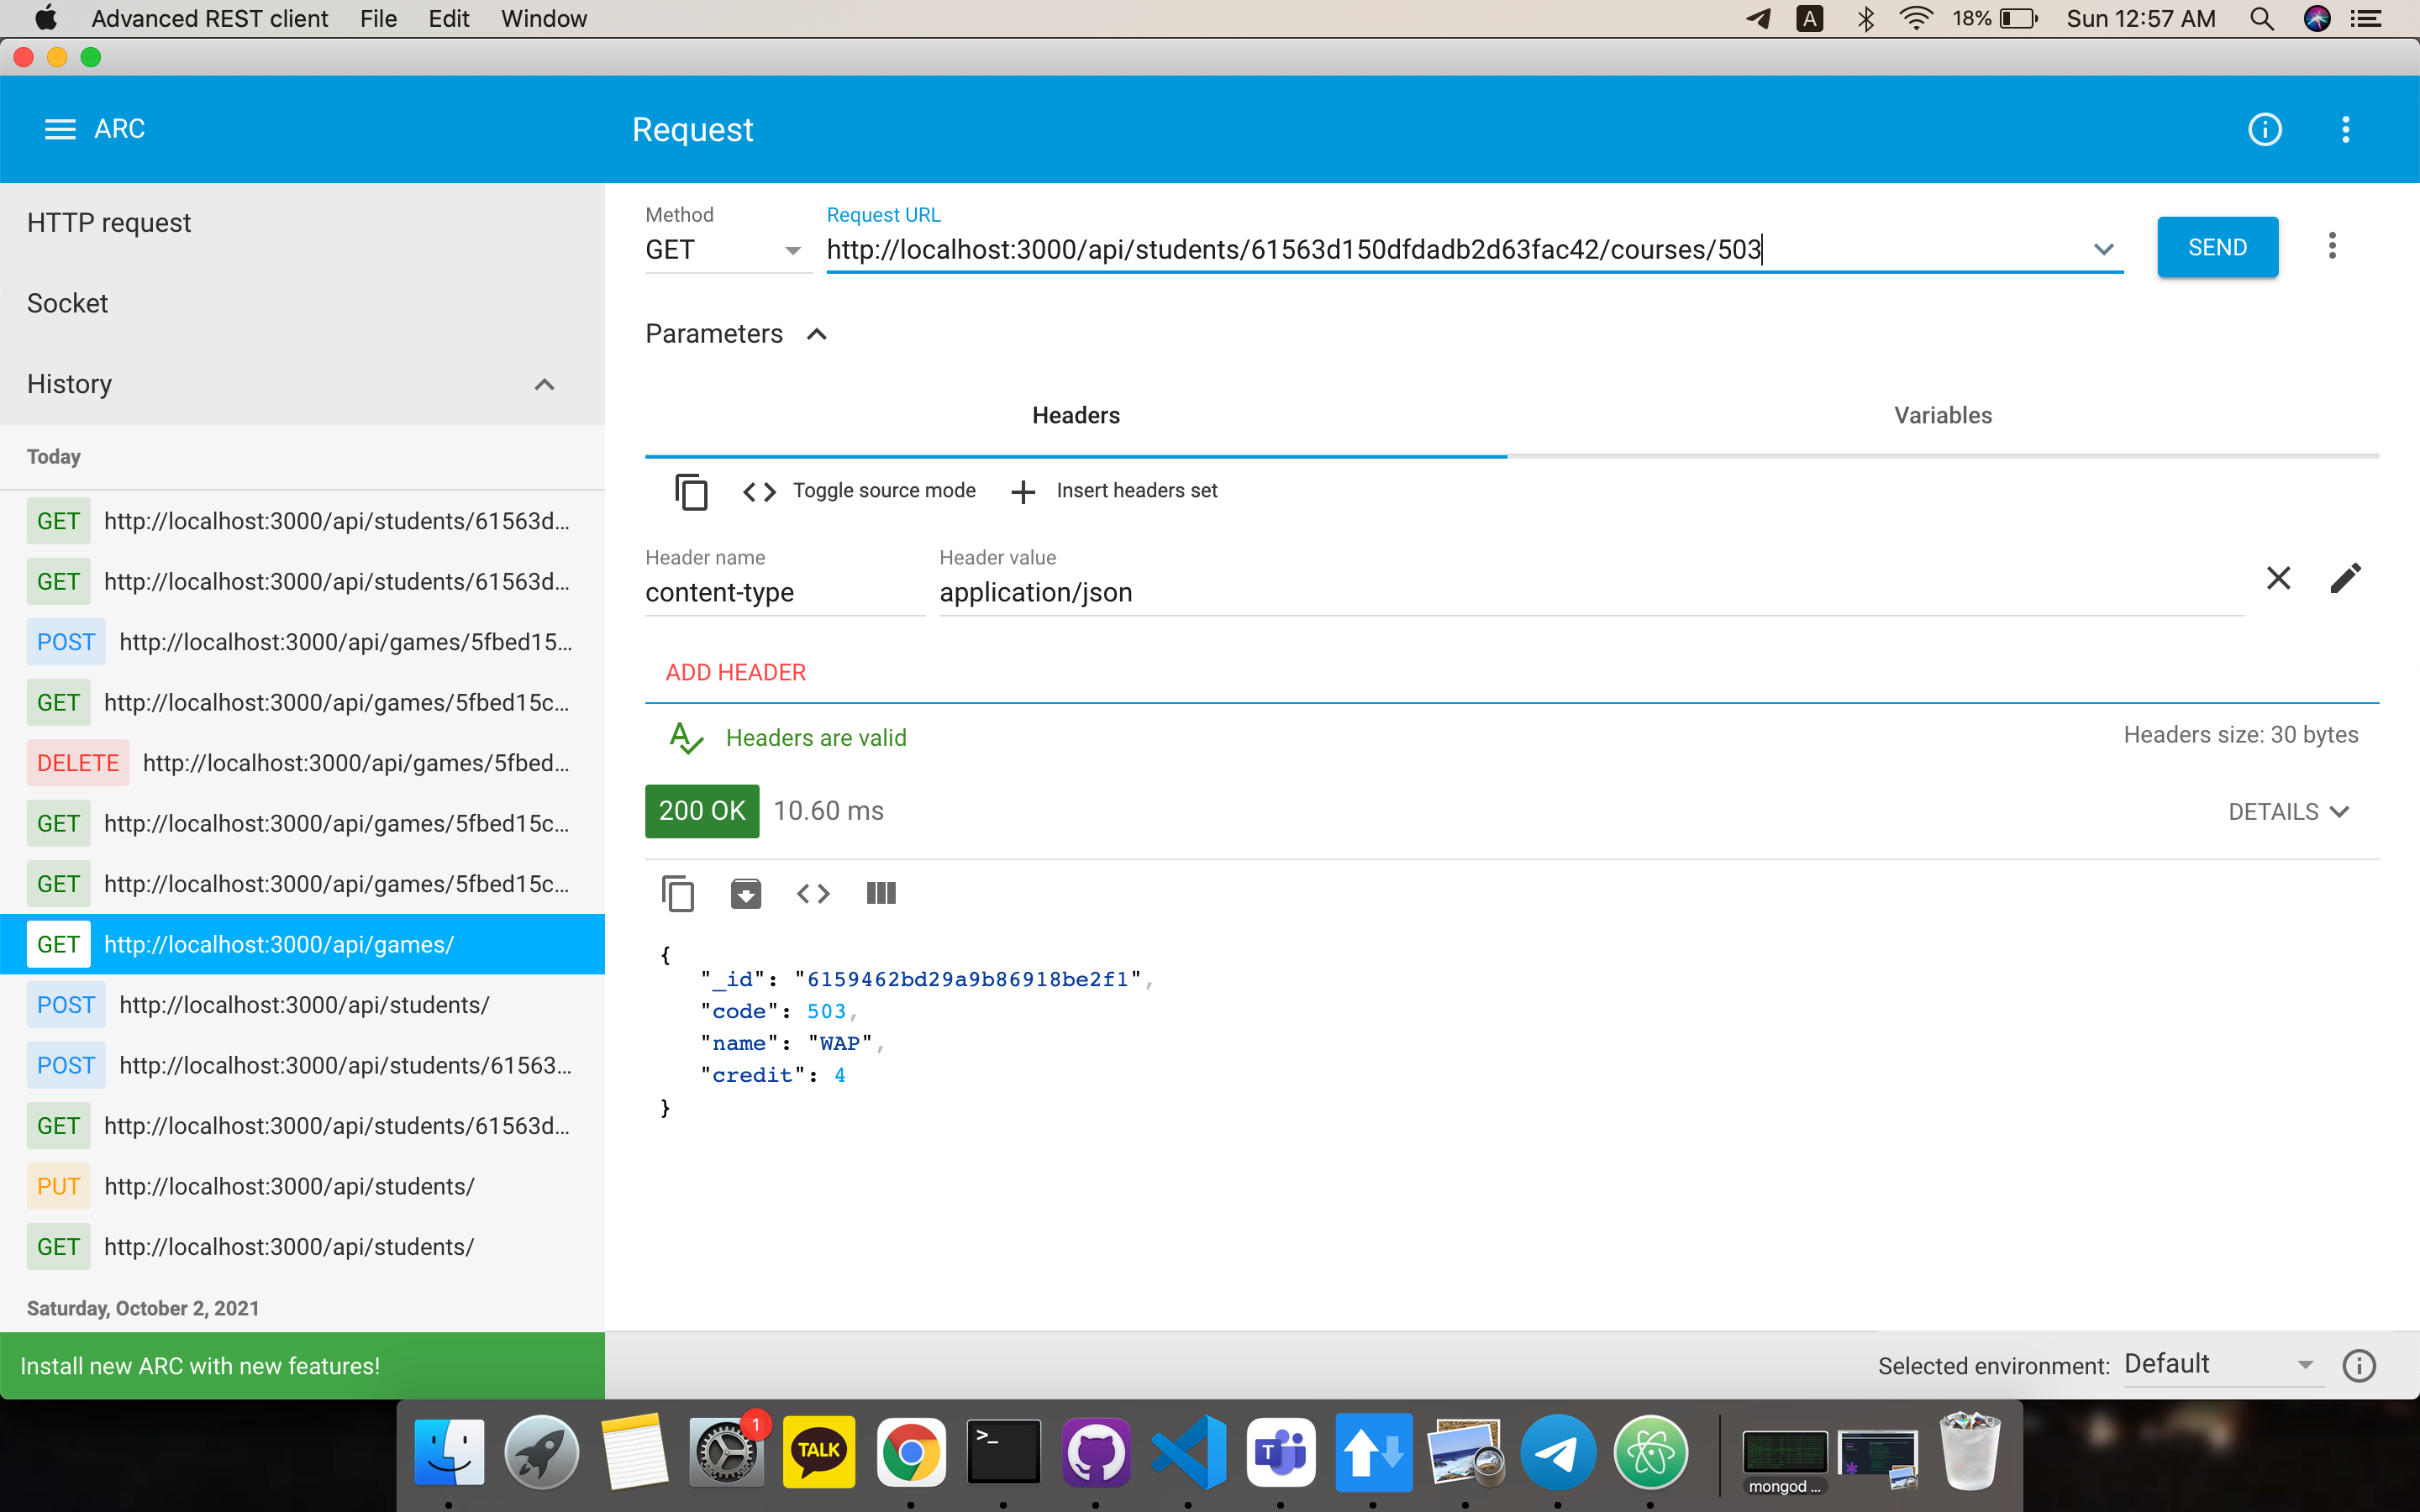 Advanced REST client File Edit Window
A 18% Sun 12:57 AM
ARC Request
Method Request URL
GET http://localhost:3000/api/students/61563d150dfdadb2d63fac42/courses/503 SEND
HTTP request
Socket
History
Today
GET http://localhost:3000/api/students/61563d...
GET http://localhost:3000/api/students/61563d...
POST http://localhost:3000/api/games/5fbed15...
GET http://localhost:3000/api/games/5fbed15c...
DELETE http://localhost:3000/api/games/5fbed...
GET http://localhost:3000/api/games/5fbed15c...
GET http://localhost:3000/api/games/5fbed15c...
GET http://localhost:3000/api/games/
POST http://localhost:3000/api/students/
POST http://localhost:3000/api/students/61563...
GET http://localhost:3000/api/students/61563d...
PUT http://localhost:3000/api/students/
GET http://localhost:3000/api/students/
Saturday, October 2, 2021
Install new ARC with new features!
Parameters
Headers Variables
Toggle source mode Insert headers set
Header name Header value
content-type application/json
ADD HEADER
Headers are valid Headers size: 30 bytes
200 OK 10.60 ms DETAILS
{
"_id": "6159462bd29a9b86918be2f1",
"code": 503,
"name": "WAP",
"credit": 4
}
Selected environment: Default
1
TALK
>_
T
mongod ...